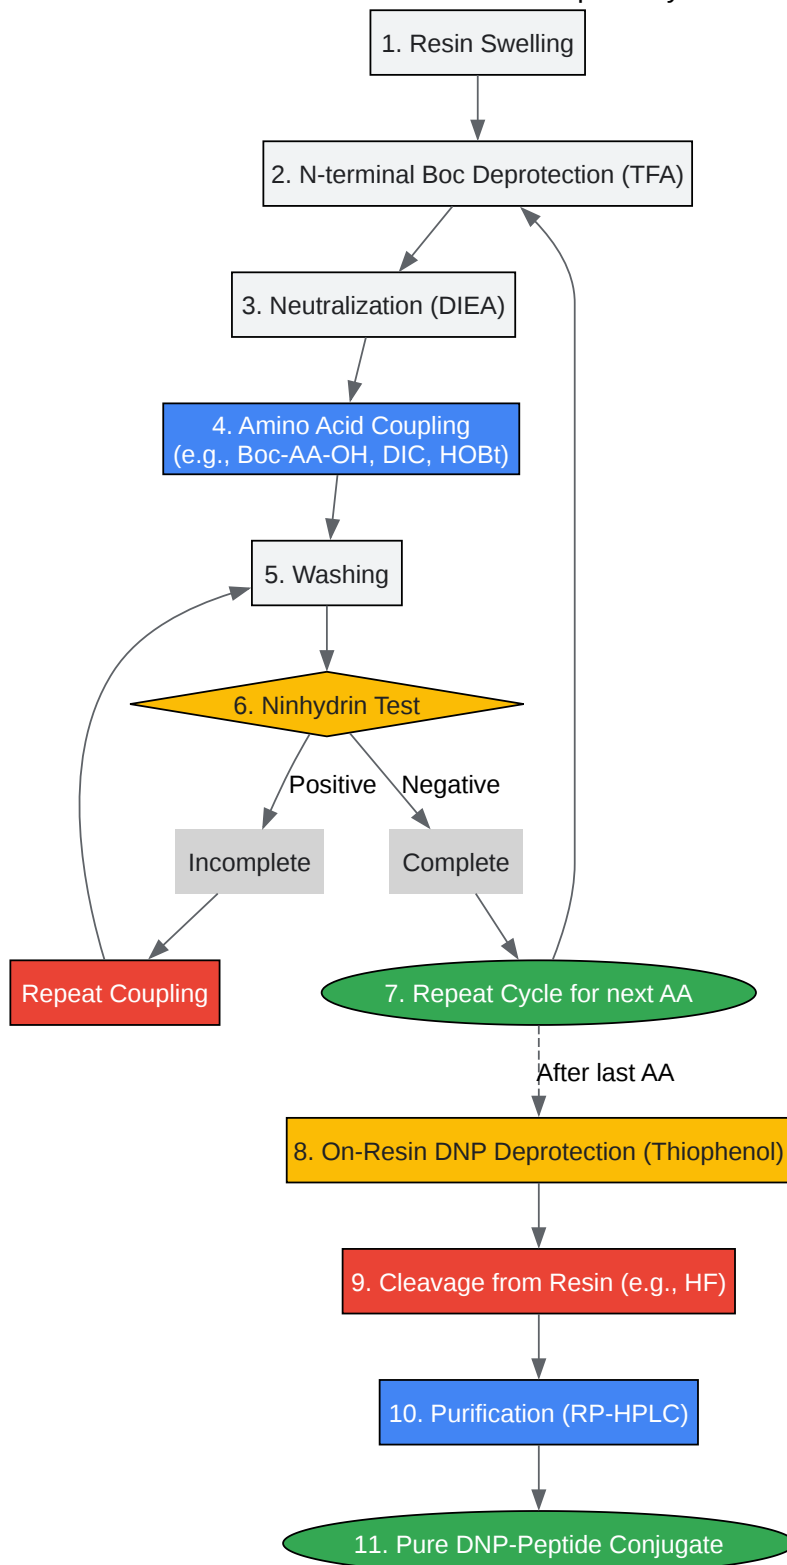 1. Resin Swelling
2. N-terminal Boc Deprotection (TFA)
3. Neutralization (DIEA)
4. Amino Acid Coupling
(e.g., Boc-AA-OH, DIC, HOBt)
5. Washing
6. Ninhydrin Test
Positive
Negative
Incomplete
Complete
Repeat Coupling
7. Repeat Cycle for next AA
After last AA
8. On-Resin DNP Deprotection (Thiophenol)
9. Cleavage from Resin (e.g., HF)
10. Purification (RP-HPLC)
11. Pure DNP-Peptide Conjugate